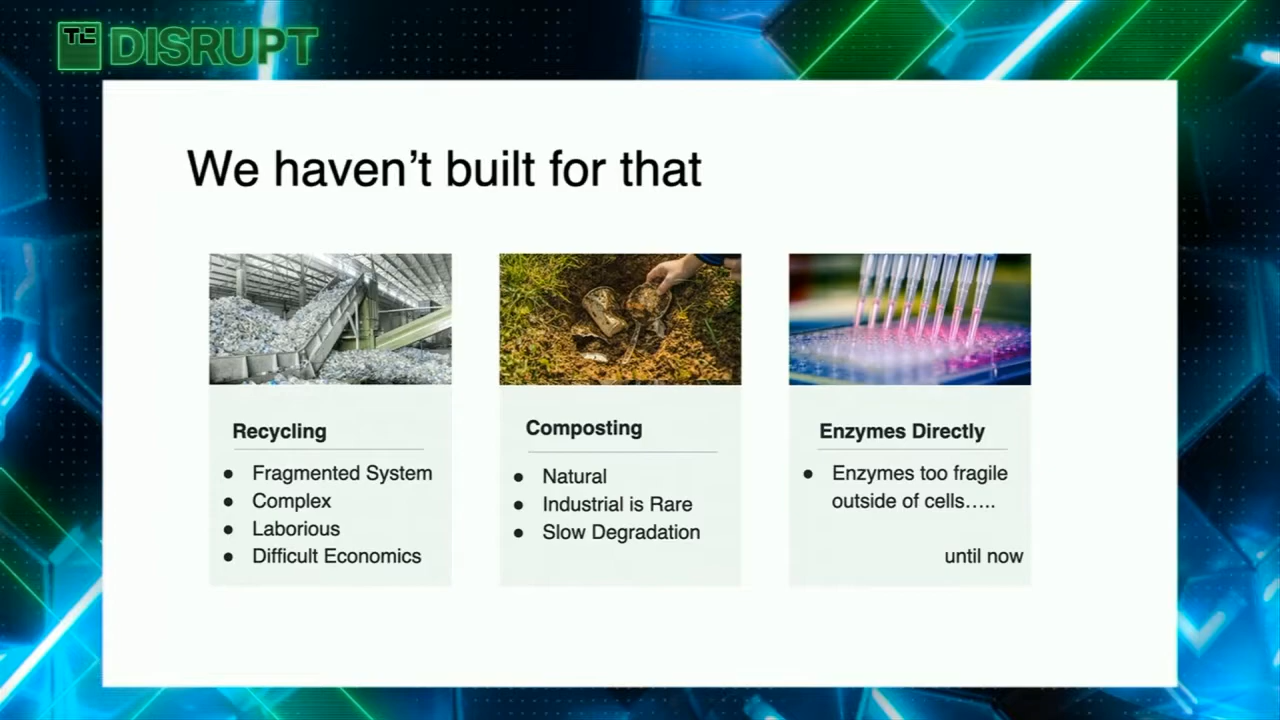 TC DISRUPT
We haven’t built for that
Recycling
● Fragmented System
● Complex
● Laborious
● Difficult Economics
Composting
● Natural
● Industrial is Rare
● Slow Degradation
Enzymes Directly
● Enzymes too fragile
outside of cells…..
until now